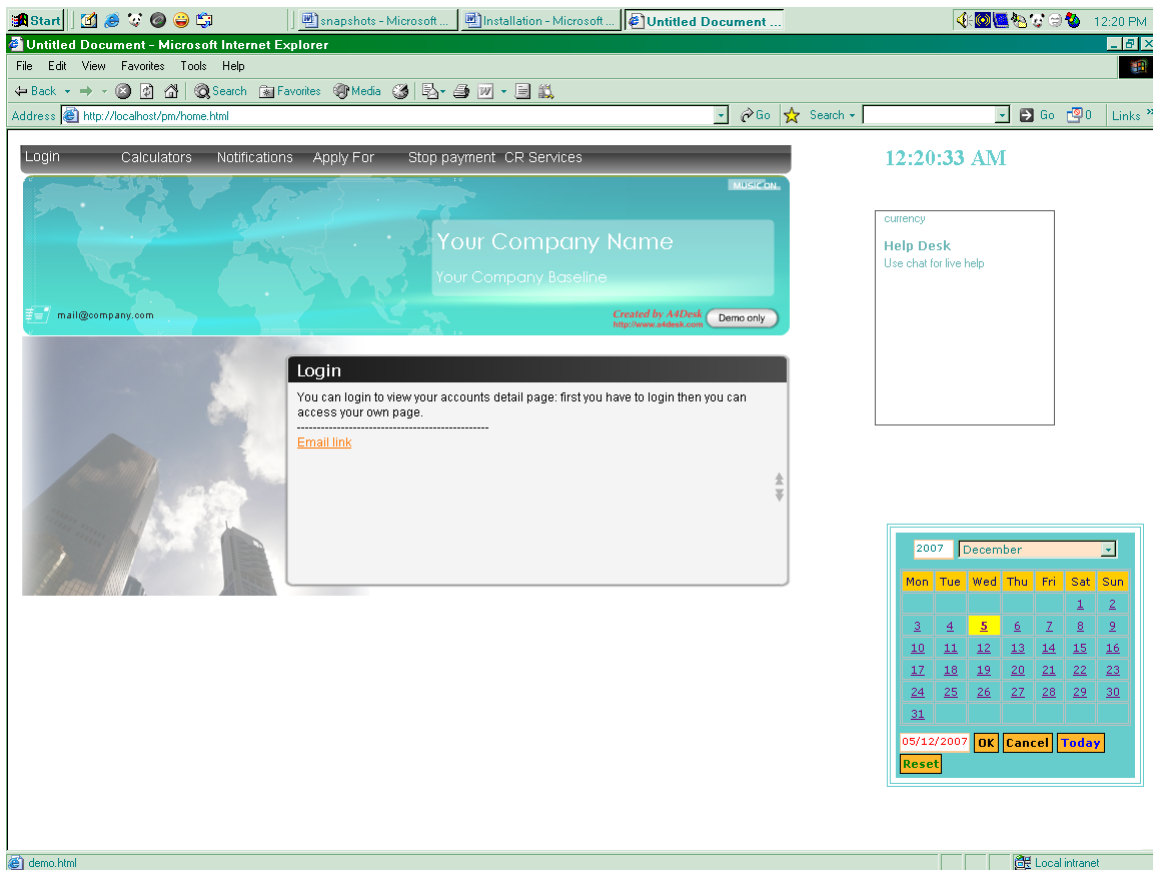 Start snapshots - Microsoft ... Installation - Microsoft ... Untitled Document ... 12:20 PM
Untitled Document - Microsoft Internet Explorer
File Edit View Favorites Tools Help
Back Search Favorites Media
Address http://localhost/pm/home.html Go Search Go 0 Links »
Login Calculators Notifications Apply For Stop payment CR Services
12:20:33 AM
MUSIC ON
Your Company Name
Your Company Baseline
mail@company.com
Created by A4Desk
http://www.a4desk.com
Demo only
currency
Help Desk
Use chat for live help
Login
You can login to view your accounts detail page: first you have to login then you can
access your own page.
------------------------------------------------
Email link
2007 December
Mon Tue Wed Thu Fri Sat Sun
1 2
3 4 5 6 7 8 9
10 11 12 13 14 15 16
17 18 19 20 21 22 23
24 25 26 27 28 29 30
31
05/12/2007 OK Cancel Today
Reset
demo.html Local intranet